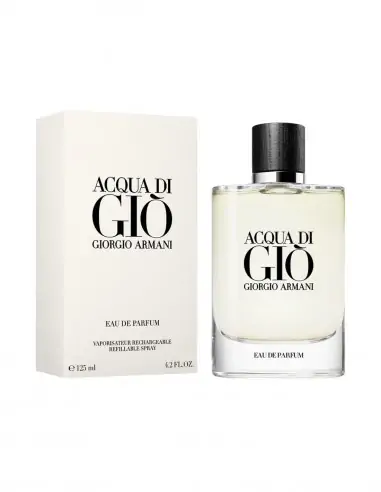 ACQUA DI
GIÒ
GIORGIO ARMANI
EAU DE PARFUM
VAPORISATEUR RECHARGEABLE
REFILLABLE SPRAY
℮ 125 ml 4.2 FL.OZ.
ACQUA DI
GIÒ
GIORGIO ARMANI
EAU DE PARFUM